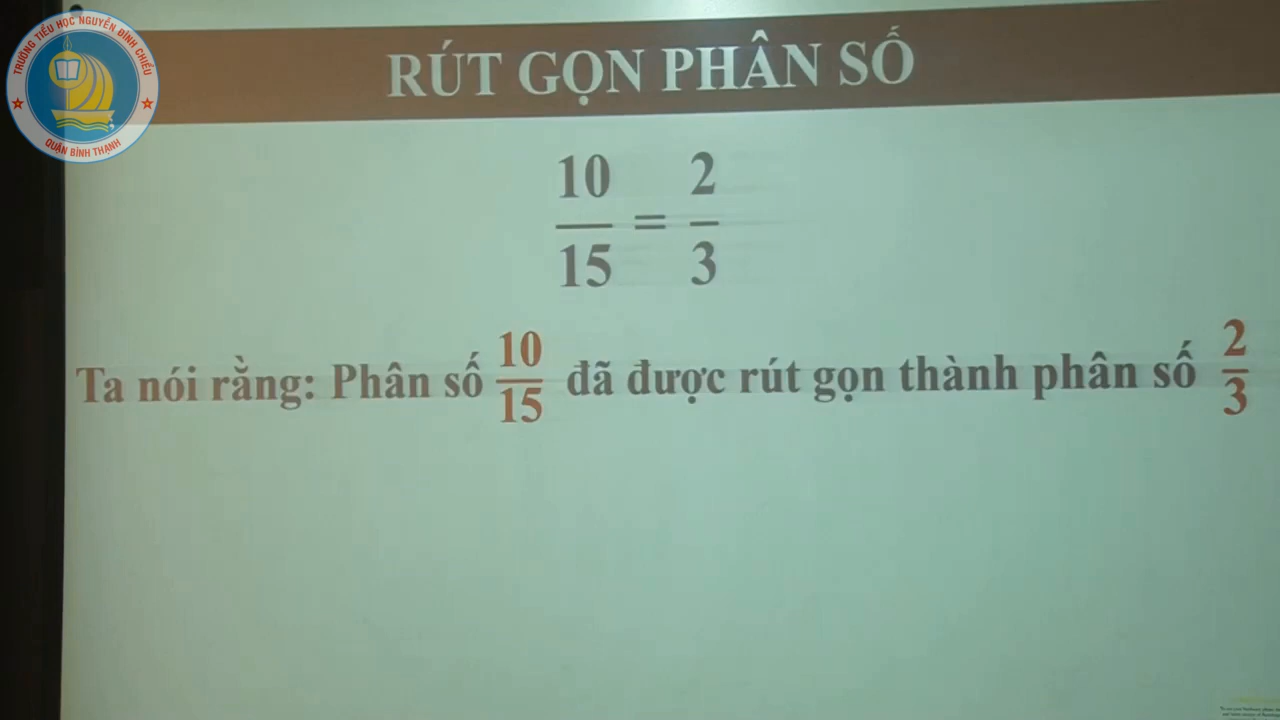 TRƯỜNG TIỂU HỌC NGUYỄN ĐÌNH CHIỂU
QUẬN BÌNH THẠNH
RÚT GỌN PHÂN SỐ
10/15 = 2/3
Ta nói rằng: Phân số 10/15 đã được rút gọn thành phân số 2/3